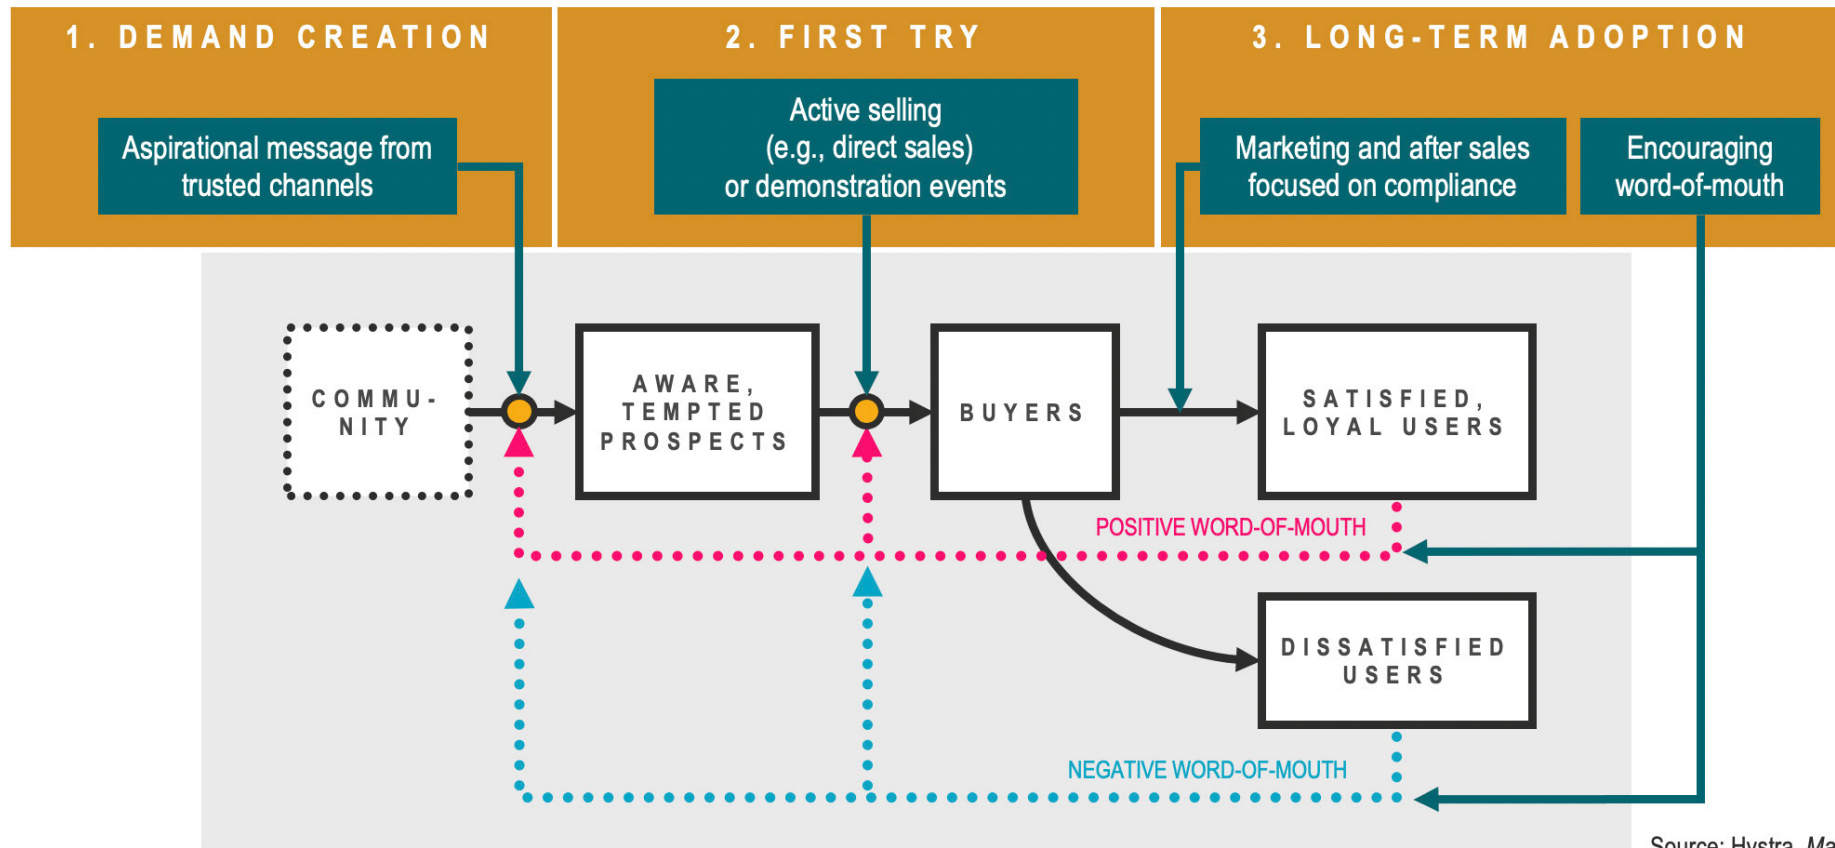 1. DEMAND CREATION
2. FIRST TRY
3. LONG-TERM ADOPTION
Aspirational message from
trusted channels
Active selling
(e.g., direct sales)
or demonstration events
Marketing and after sales
focused on compliance
Encouraging
word-of-mouth
COMMU-
NITY
AWARE,
TEMPTED
PROSPECTS
BUYERS
SATISFIED,
LOYAL USERS
POSITIVE WORD-OF-MOUTH
DISSATISFIED
USERS
NEGATIVE WORD-OF-MOUTH
Source: Hystra,